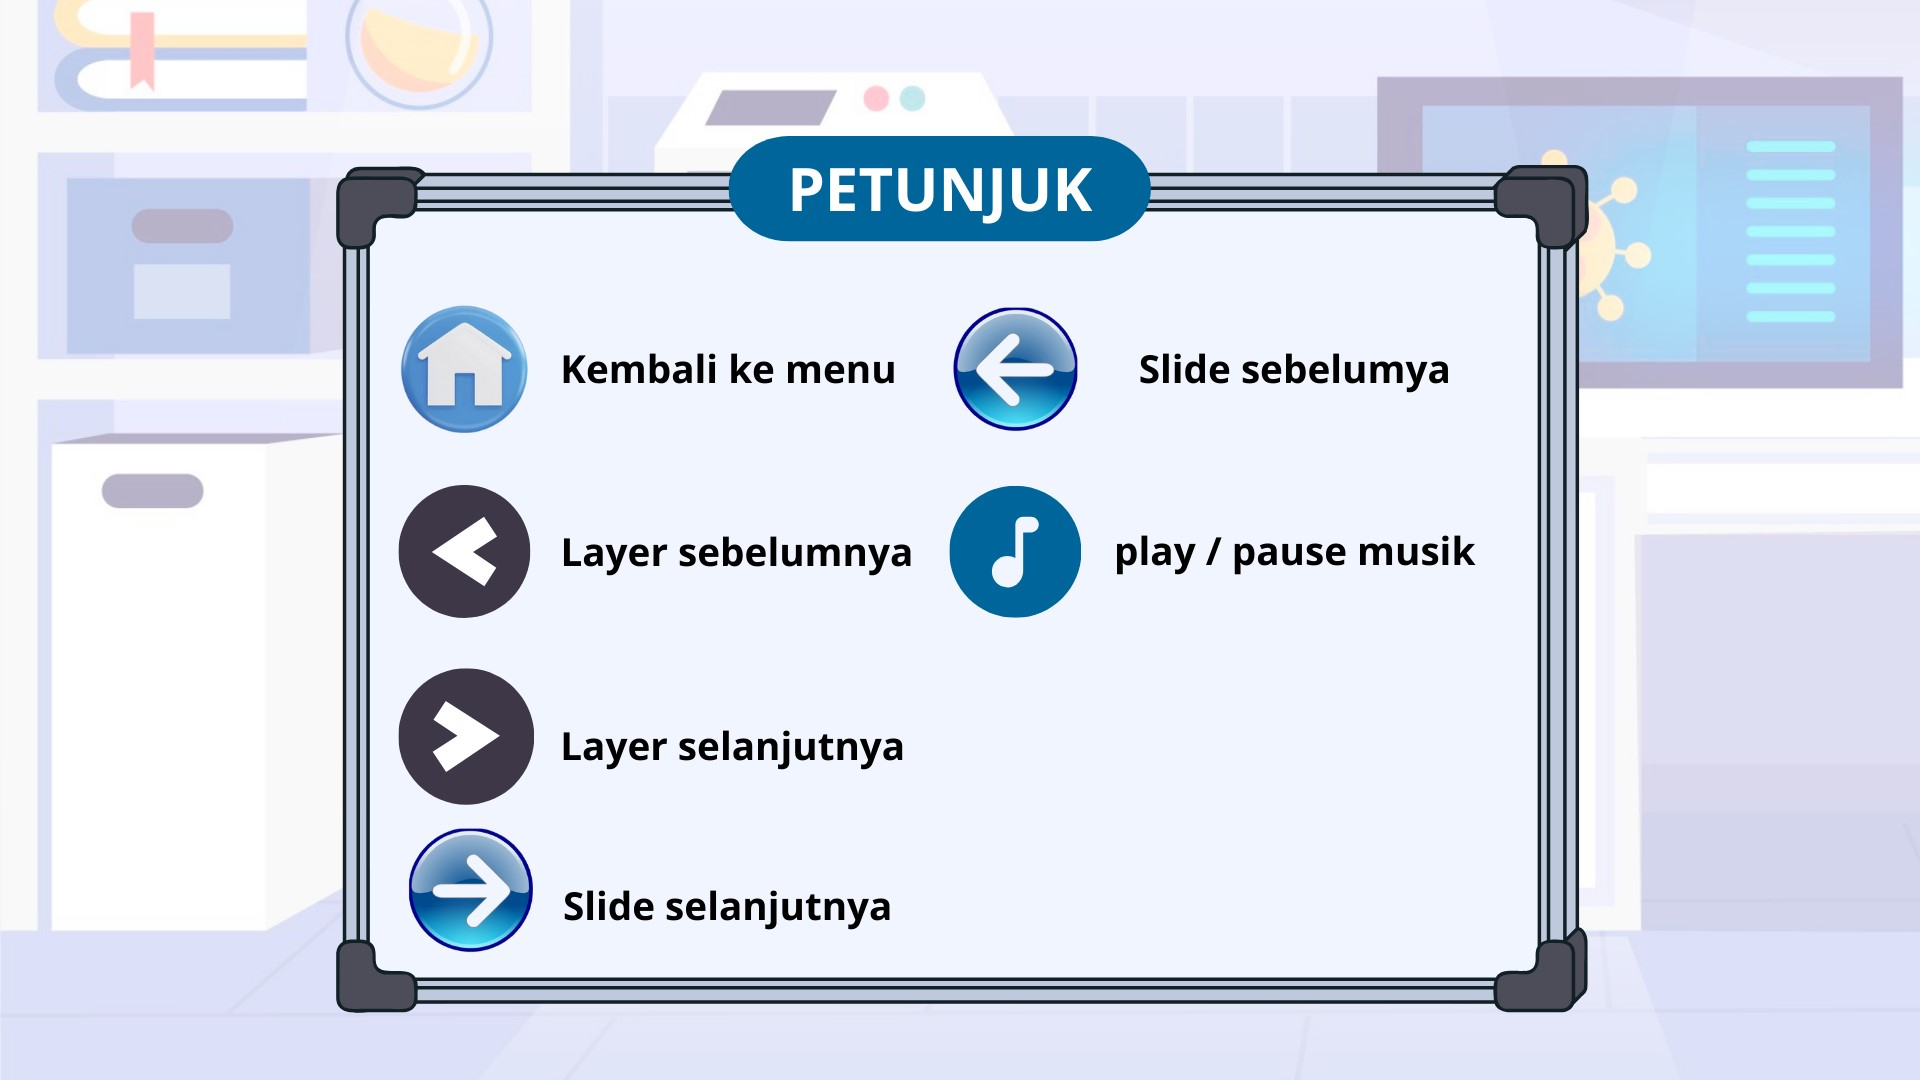 PETUNJUK
Kembali ke menu
Slide sebelumya
Layer sebelumnya
play / pause musik
Layer selanjutnya
Slide selanjutnya